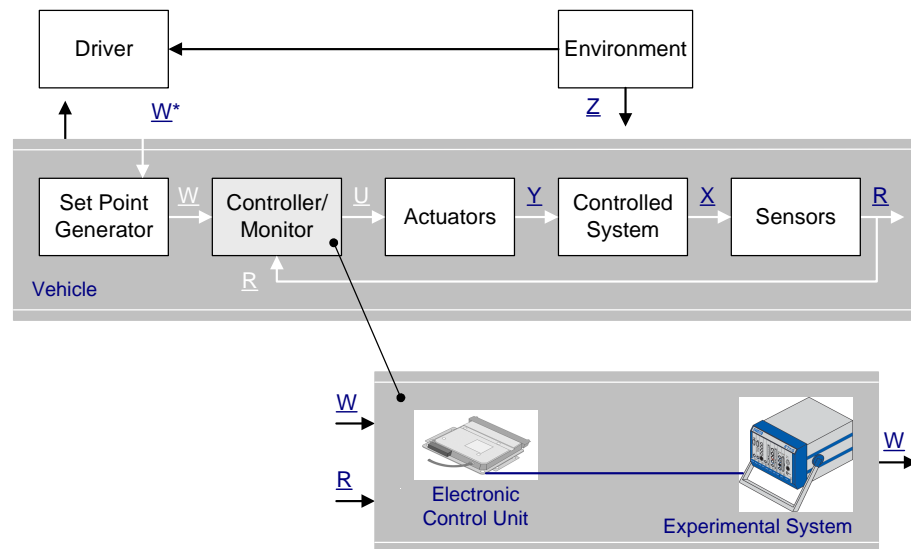 Driver
Environment
W*
Z
Set Point
Generator
W
Controller/
Monitor
U
Actuators
Y
Controlled
System
X
Sensors
R
R
Vehicle
W
R
Electronic
Control Unit
Experimental System
W